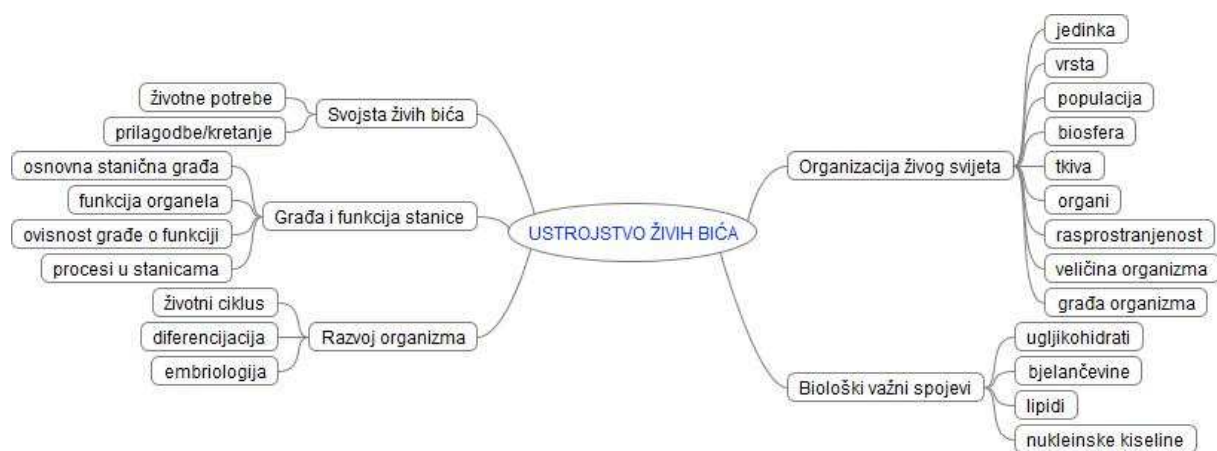 USTROJSTVO ŽIVIH BIĆA
Svojsta živih bića
životne potrebe
prilagodbe/kretanje
Građa i funkcija stanice
osnovna stanična građa
funkcija organela
ovisnost građe o funkciji
procesi u stanicama
Razvoj organizma
životni ciklus
diferencijacija
embriologija
Organizacija živog svijeta
jedinka
vrsta
populacija
biosfera
tkiva
organi
rasprostranjenost
veličina organizma
građa organizma
Biološki važni spojevi
ugljikohidrati
bjelančevine
lipidi
nukleinske kiseline